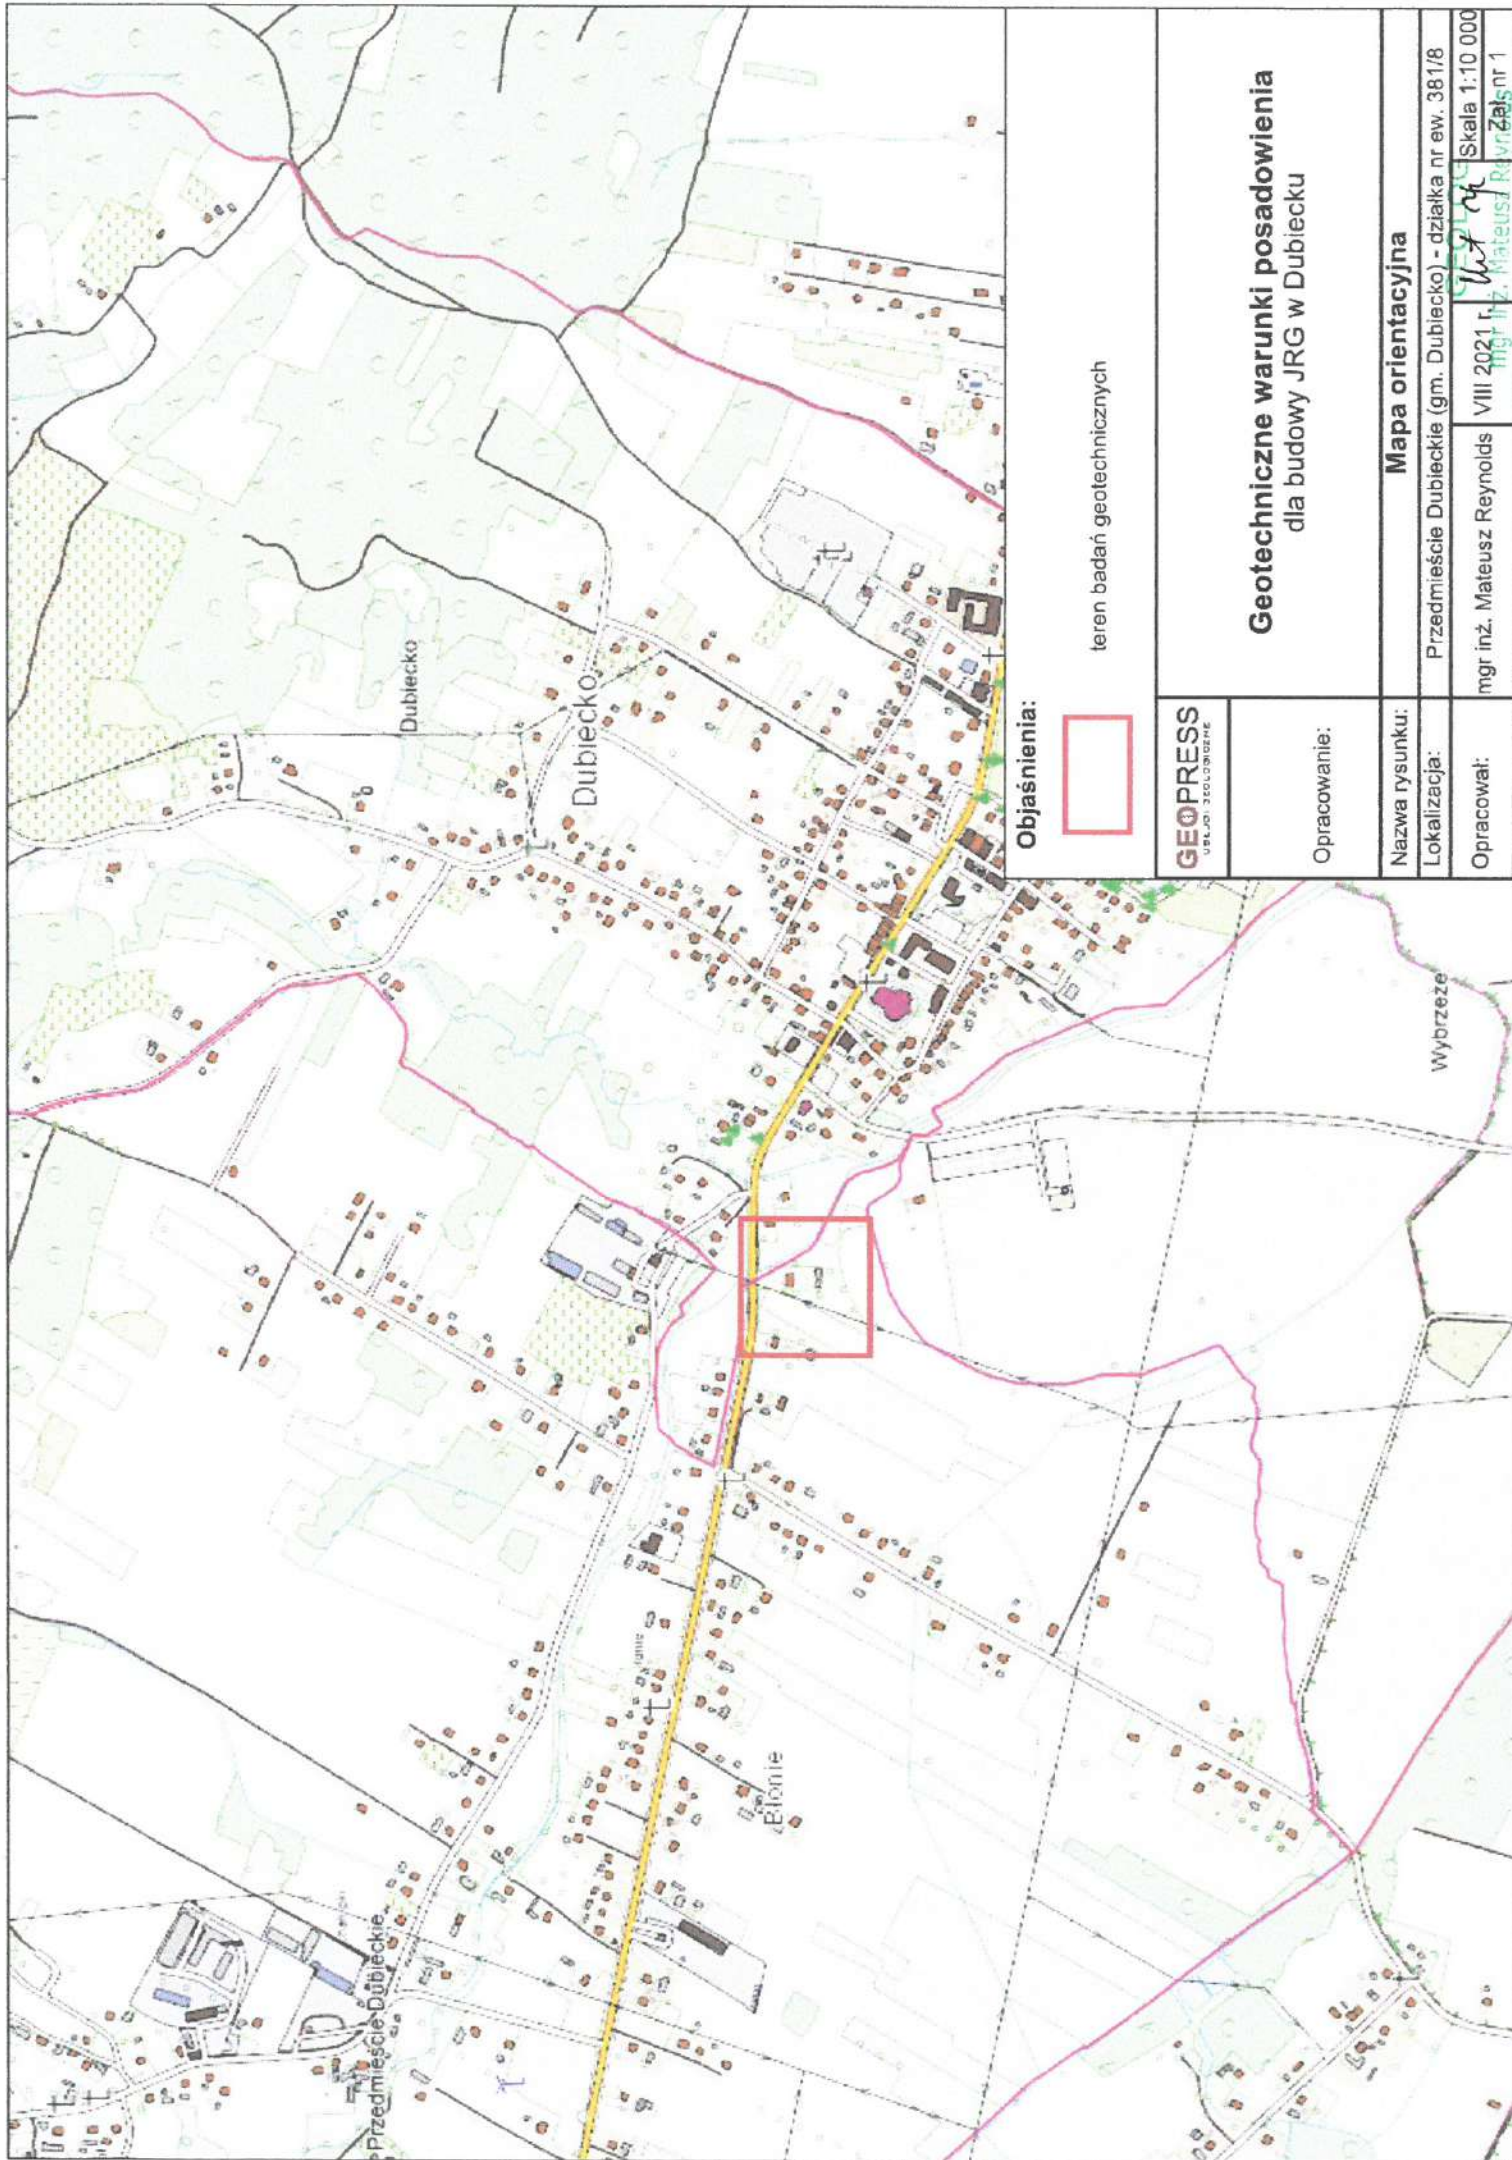 Dubiecko
Dubiecko
Przedmieście Dubieckie
Błonie
Wybrzeże
Objaśnienia:
teren badań geotechnicznych
GEOPRESS
Opracowanie:
Geotechniczne warunki posadowienia
dla budowy JRG w Dubiecku
Nazwa rysunku:
Mapa orientacyjna
Lokalizacja:
Przedmieście Dubieckie (gm. Dubiecko) - działka nr ew. 381/8
Opracował:
mgr inż. Mateusz Reynolds
VIII 2021 r.
GEOLOG
mgr inż. Mateusz Reynolds
Skala 1:10 000
Zał. nr 1